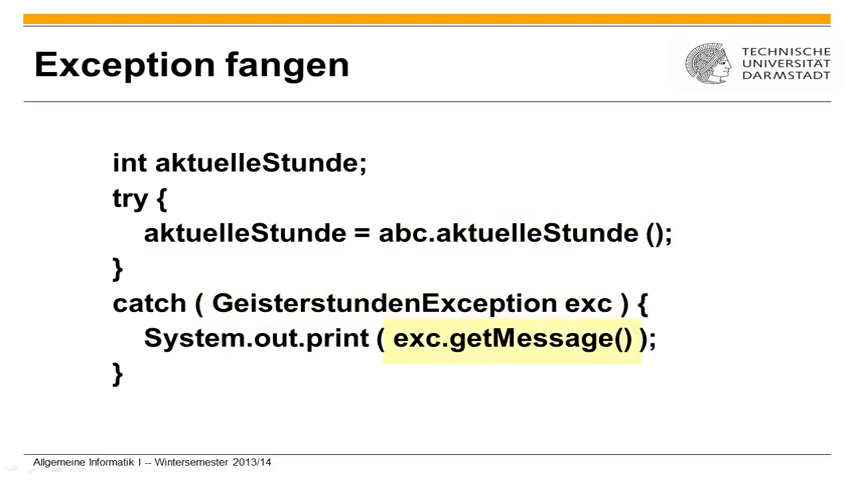 Exception fangen
TECHNISCHE
UNIVERSITÄT
DARMSTADT
int aktuelleStunde;
try {
aktuelleStunde = abc.aktuelleStunde ();
}
catch ( GeisterstundenException exc ) {
System.out.print ( exc.getMessage() );
}
Allgemeine Informatik I -- Wintersemester 2013/14